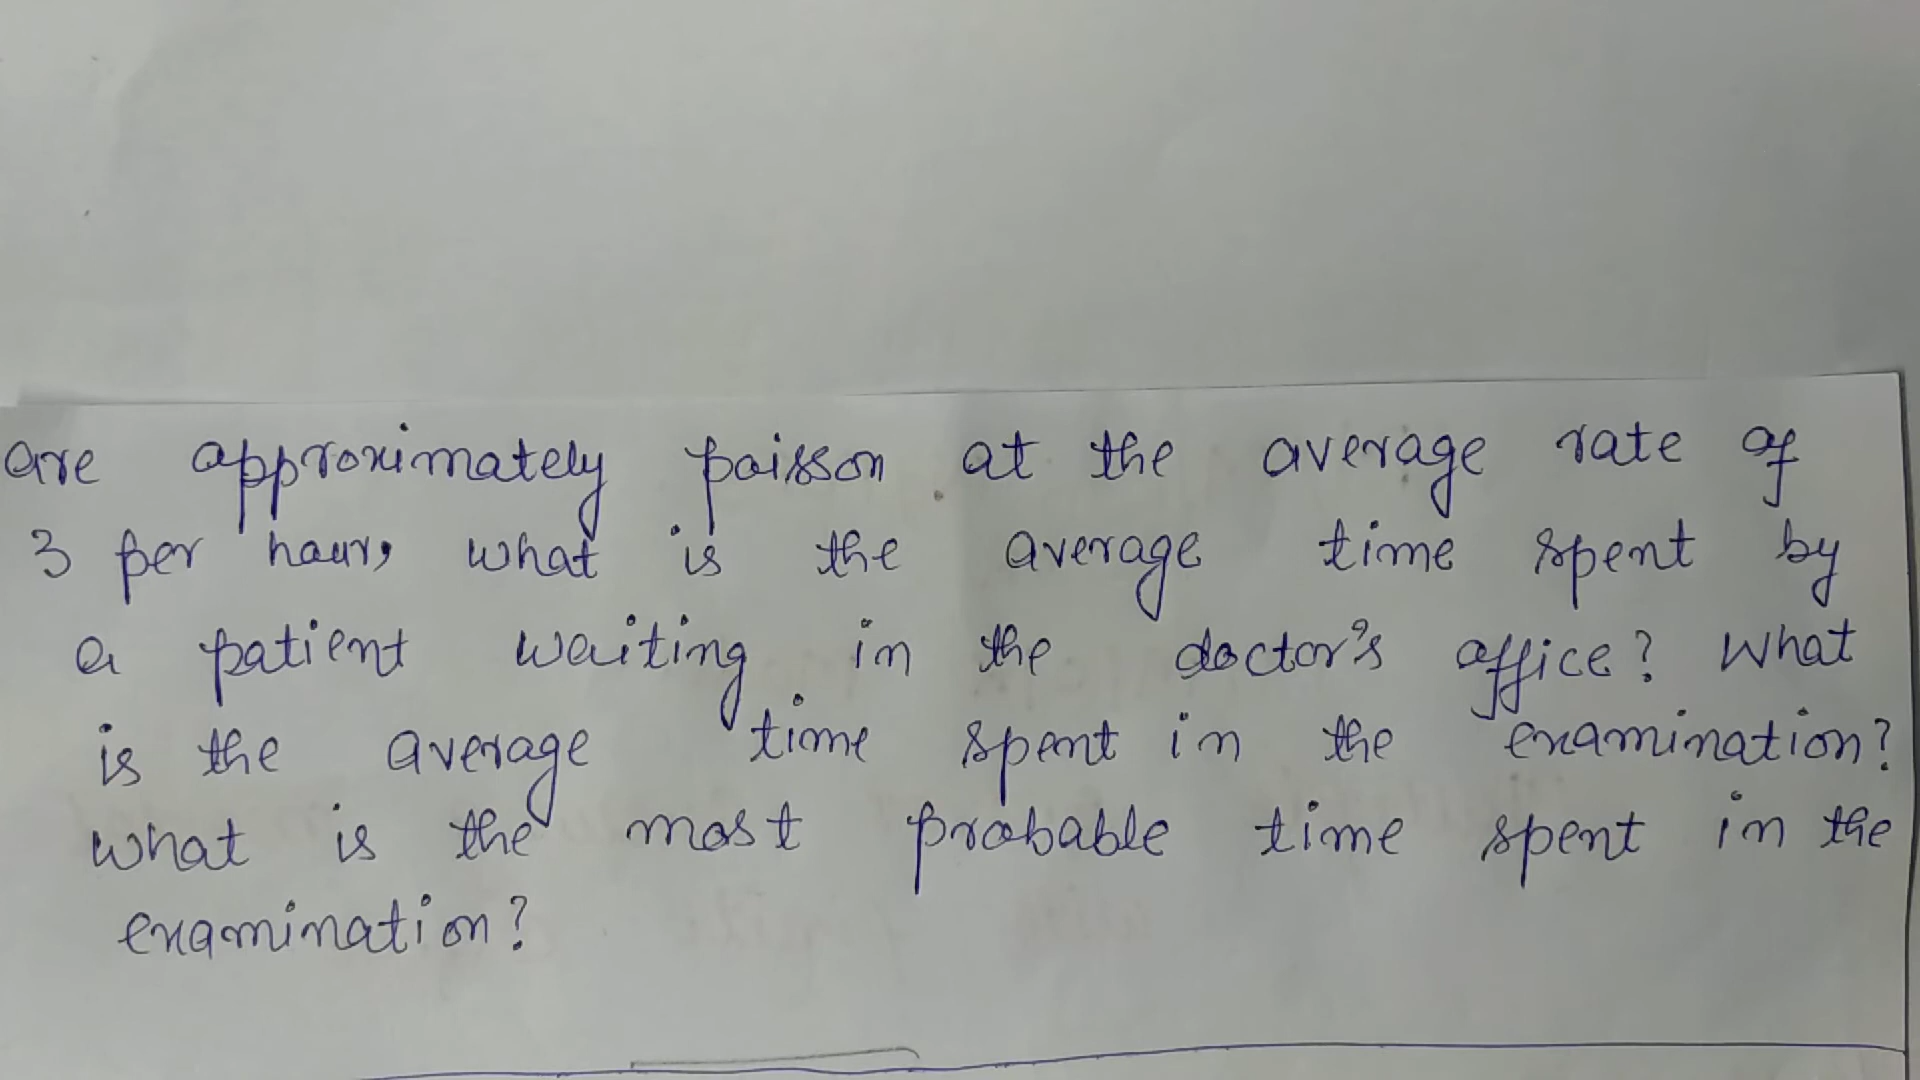 are approximately poisson at the average rate of
3 per hour, what is the average time spent by
a patient waiting in the doctor's office? What
is the average time spent in the examination?
what is the most probable time spent in the
examination?